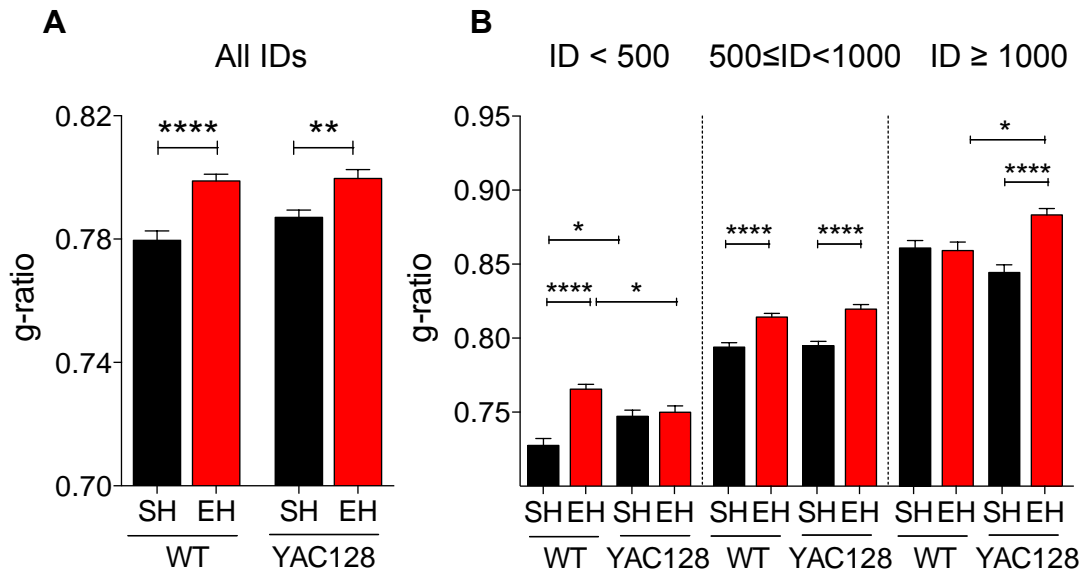 A
B
All IDs
ID < 500
500≤ID<1000
ID ≥ 1000
g-ratio
0.82
0.78
0.74
0.70
**** **
SH EH SH EH
WT YAC128
g-ratio
0.95
0.90
0.85
0.80
0.75
*
**** *
**** ****
*
****
SH EH SH EH SH EH SH EH SH EH SH EH
WT YAC128 WT YAC128 WT YAC128